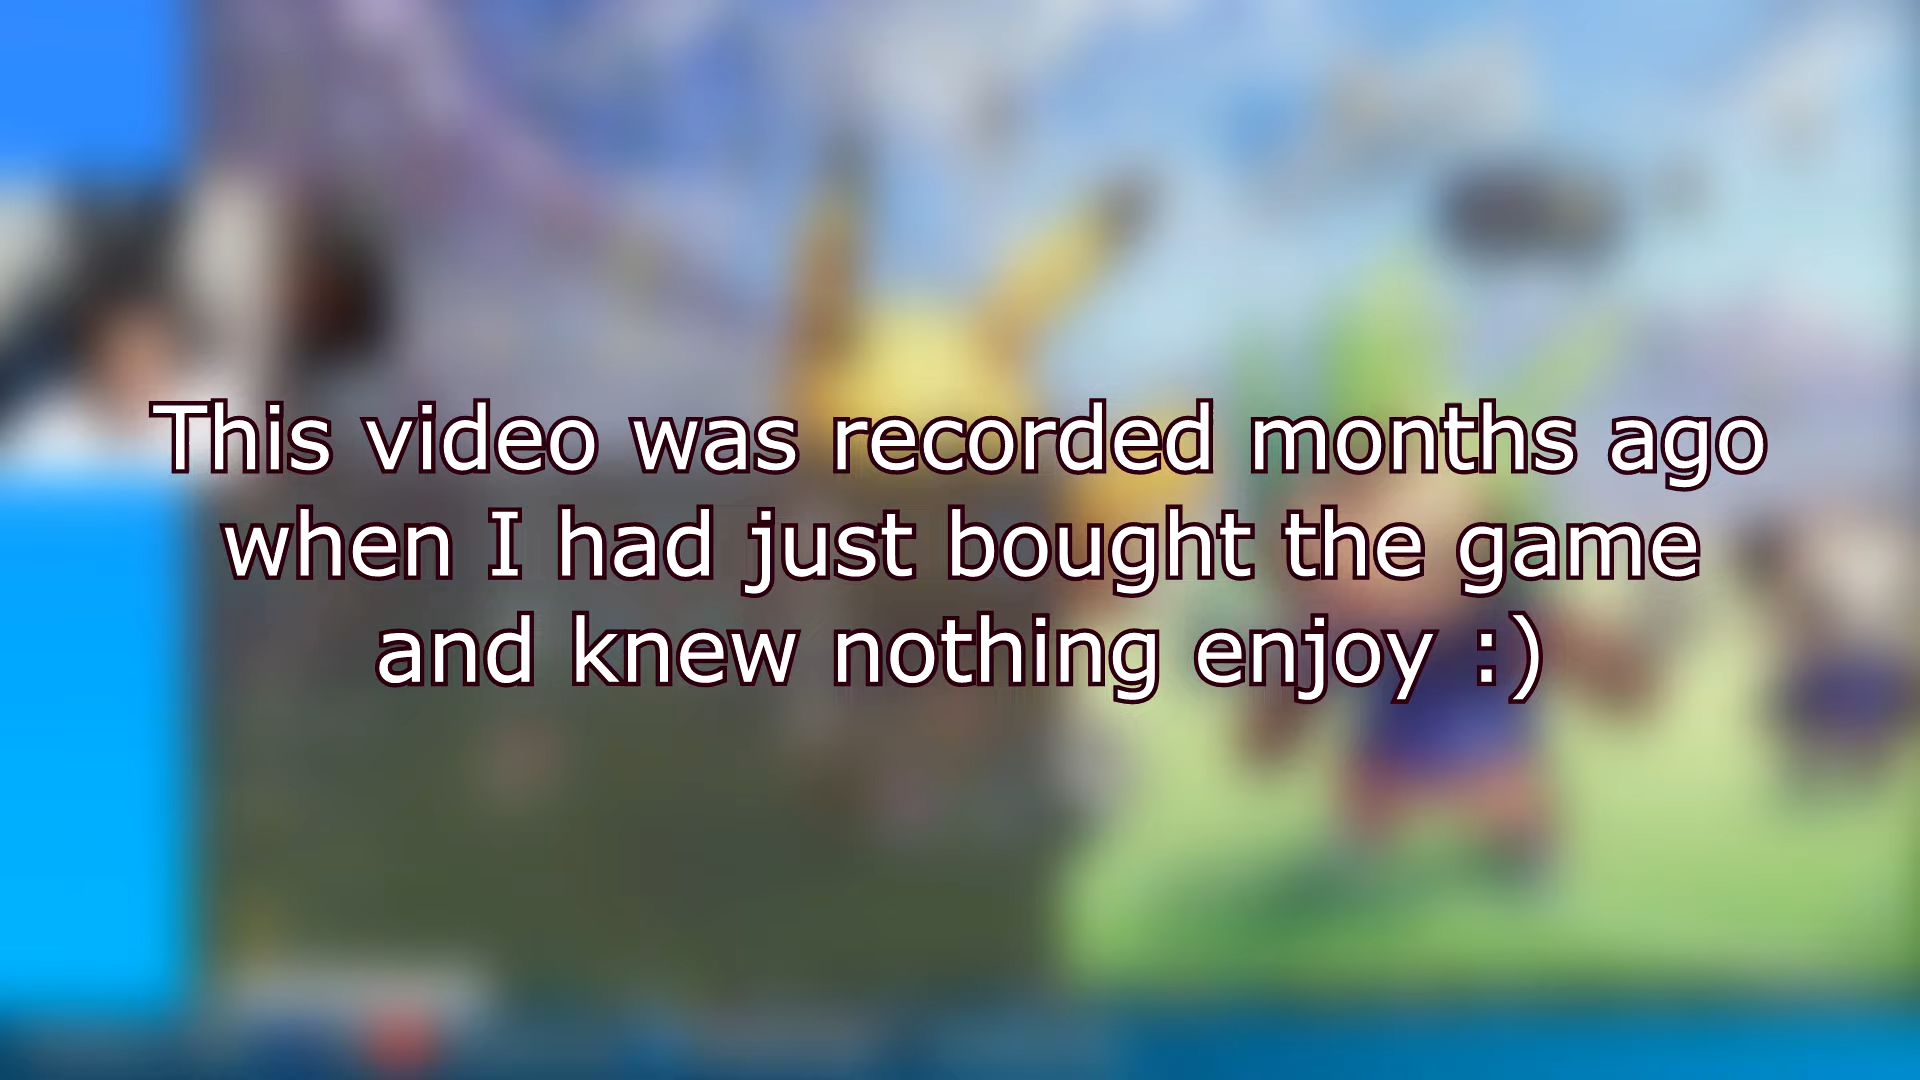 This video was recorded months ago
when I had just bought the game
and knew nothing enjoy :)